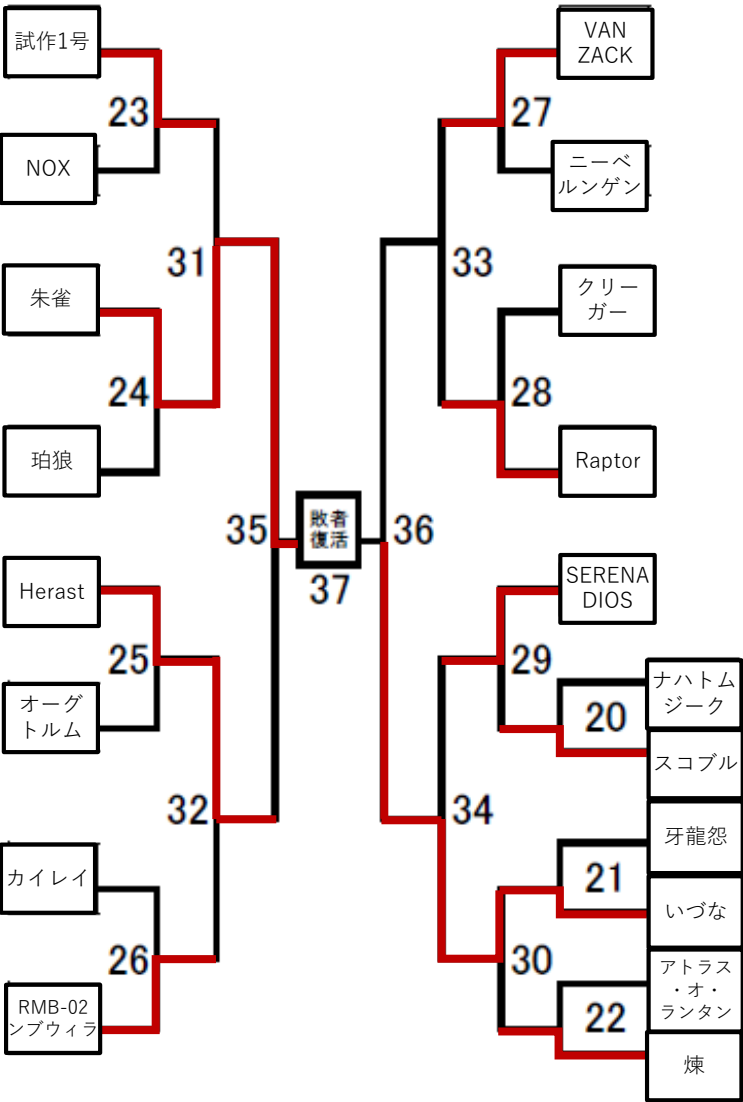 試作1号
23
NOX
31
朱雀
24
珀狼
35
Herast
25
オーグ
トルム
32
カイレイ
26
RMB-02
ンブウィラ
敗者
復活
37
VAN
ZACK
27
ニーベ
ルンゲン
33
クリー
ガー
28
Raptor
36
SERENA
DIOS
29
ナハトム
ジーク
20
スコブル
34
牙龍怨
21
いづな
30
アトラス
・オ・
ランタン
22
煉